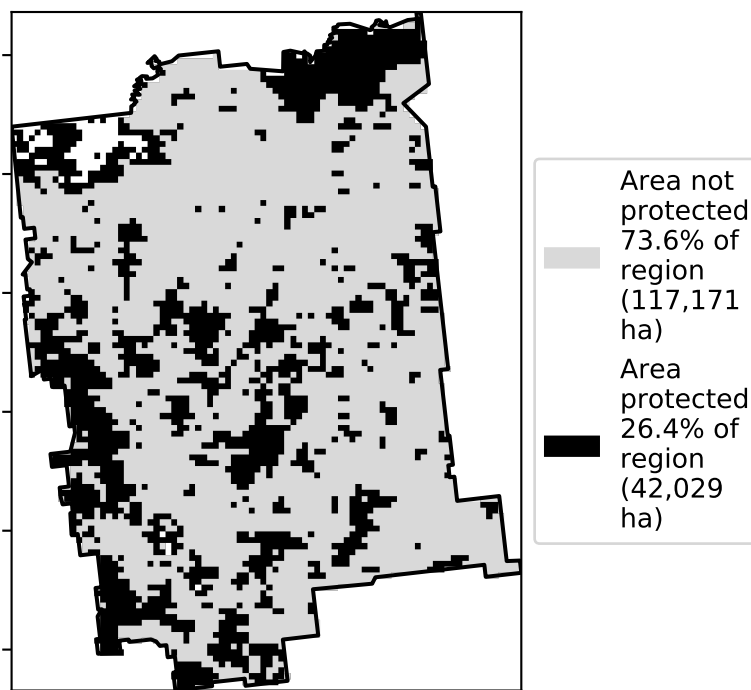 Area not
protected
73.6% of
region
(117,171
ha)
Area
protected
26.4% of
region
(42,029
ha)